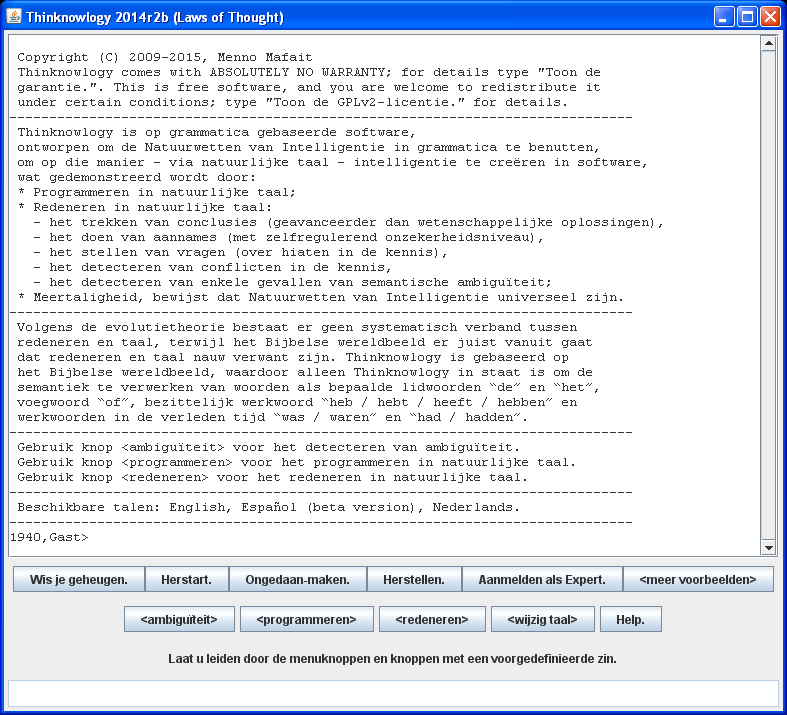 Thinknowlogy 2014r2b (Laws of Thought)
Copyright (C) 2009-2015, Menno Mafait
Thinknowlogy comes with ABSOLUTELY NO WARRANTY; for details type "Toon de
garantie.". This is free software, and you are welcome to redistribute it
under certain conditions; type "Toon de GPLv2-licentie." for details.
Thinknowlogy is op grammatica gebaseerde software,
ontworpen om de Natuurwetten van Intelligentie in grammatica te benutten,
om op die manier - via natuurlijke taal - intelligentie te creëren in software,
wat gedemonstreerd wordt door:
* Programmeren in natuurlijke taal;
* Redeneren in natuurlijke taal:
- het trekken van conclusies (geavanceerder dan wetenschappelijke oplossingen),
- het doen van aannames (met zelfregulerend onzekerheidsniveau),
- het stellen van vragen (over hiaten in de kennis),
- het detecteren van conflicten in de kennis,
- het detecteren van enkele gevallen van semantische ambiguïteit;
* Meertaligheid, bewijst dat Natuurwetten van Intelligentie universeel zijn.
Volgens de evolutietheorie bestaat er geen systematisch verband tussen
redeneren en taal, terwijl het Bijbelse wereldbeeld er juist vanuit gaat
dat redeneren en taal nauw verwant zijn. Thinknowlogy is gebaseerd op
het Bijbelse wereldbeeld, waardoor alleen Thinknowlogy in staat is om de
semantiek te verwerken van woorden als bepaalde lidwoorden “de” en “het”,
voegwoord “of”, bezittelijk werkwoord “heb / hebt / heeft / hebben” en
werkwoorden in de verleden tijd “was / waren” en “had / hadden”.
Gebruik knop <ambiguïteit> voor het detecteren van ambiguïteit.
Gebruik knop <programmeren> voor het programmeren in natuurlijke taal.
Gebruik knop <redeneren> voor het redeneren in natuurlijke taal.
Beschikbare talen: English, Español (beta version), Nederlands.
1940,Gast>
Wis je geheugen. Herstart. Ongedaan-maken. Herstellen. Aanmelden als Expert. <meer voorbeelden>
<ambiguïteit> <programmeren> <redeneren> <wijzig taal> Help.
Laat u leiden door de menuknoppen en knoppen met een voorgedefinieerde zin.